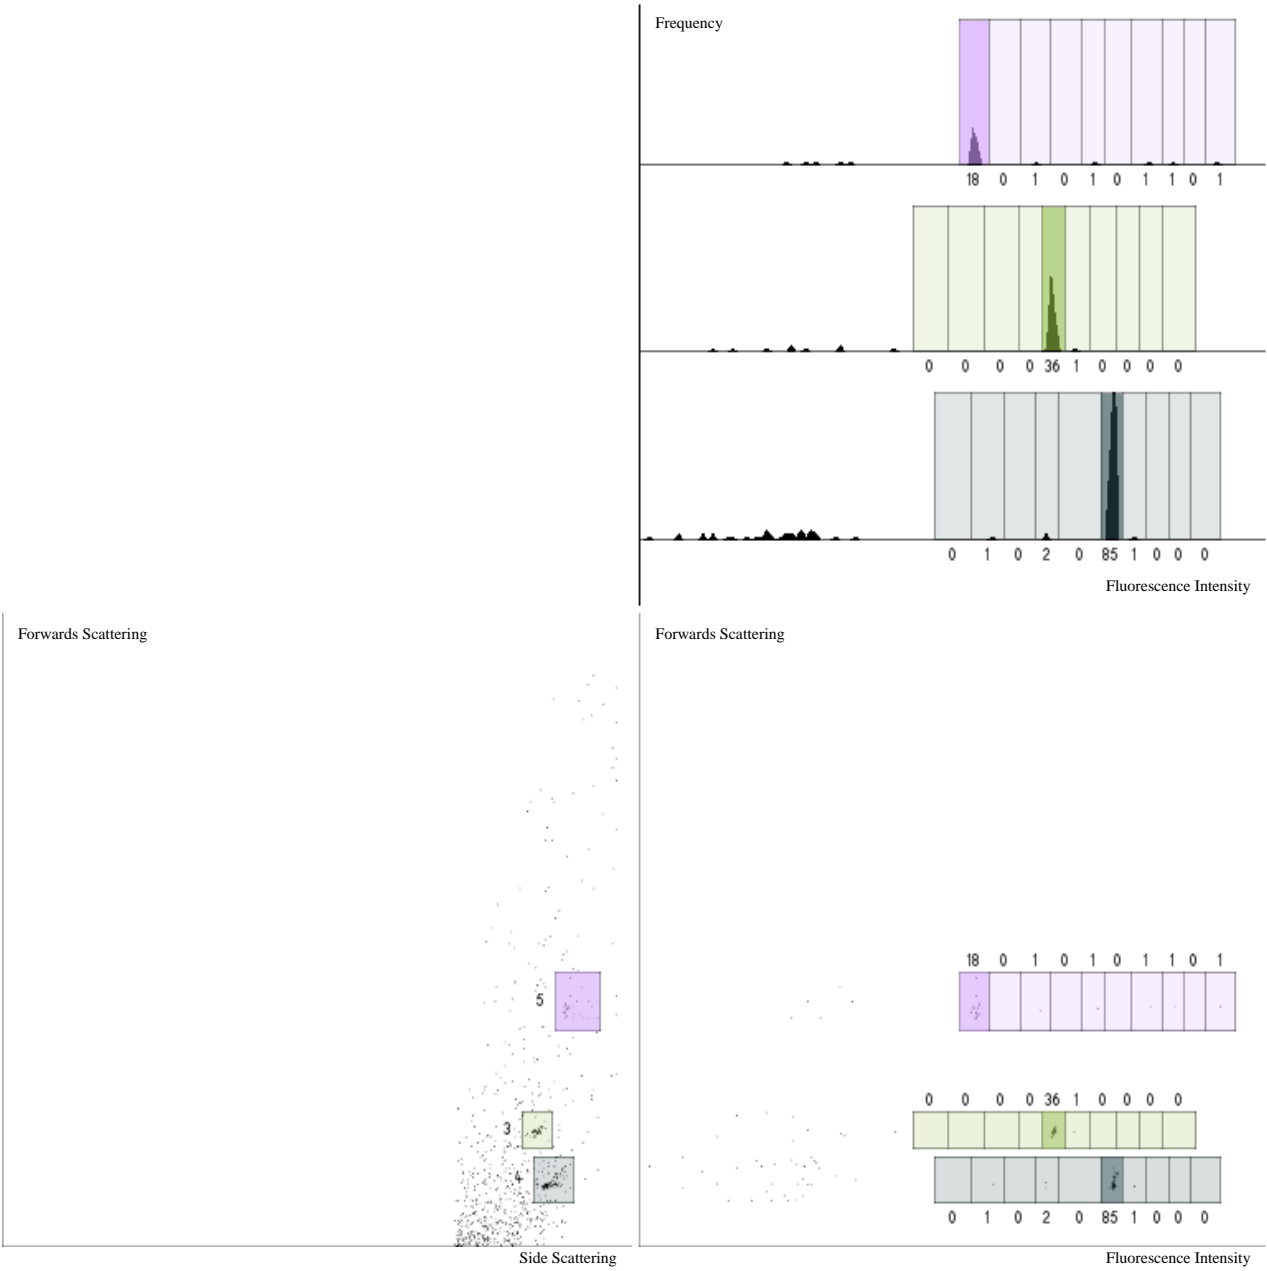 Frequency
18 0 1 0 1 0 1 1 0 1
0 0 0 0 36 1 0 0 0 0
0 1 0 2 0 85 1 0 0 0
Fluorescence Intensity
Forwards Scattering
5
3
4
Side Scattering
Forwards Scattering
18 0 1 0 1 0 1 1 0 1
0 0 0 0 36 1 0 0 0 0
0 1 0 2 0 85 1 0 0 0
Fluorescence Intensity